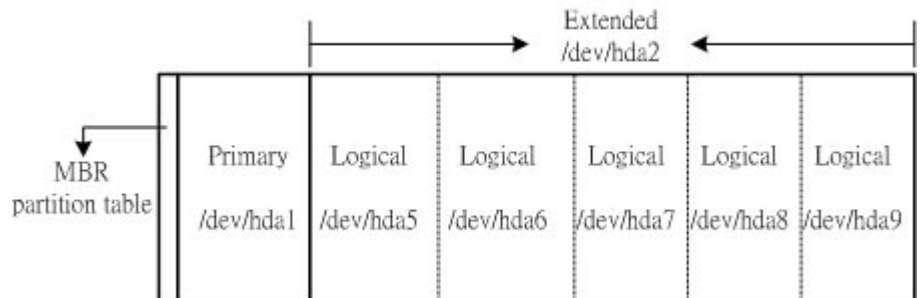 Extended
/dev/hda2
MBR
partition table
Primary
/dev/hda1
Logical
/dev/hda5
Logical
/dev/hda6
Logical
/dev/hda7
Logical
/dev/hda8
Logical
/dev/hda9